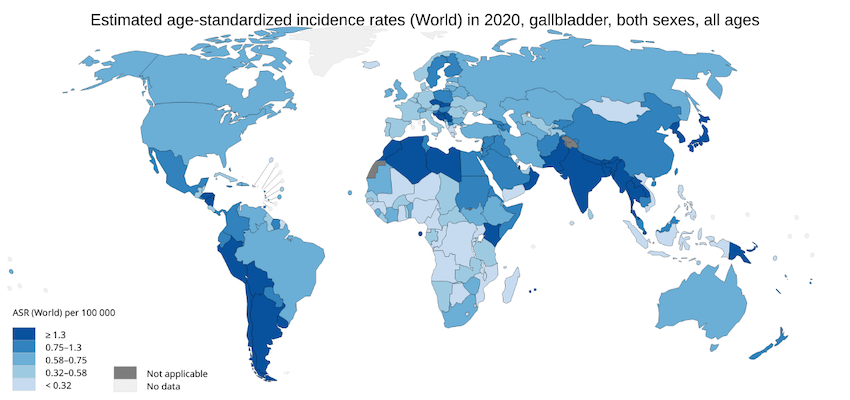 Estimated age-standardized incidence rates (World) in 2020, gallbladder, both sexes, all ages
ASR (World) per 100 000
≥ 1.3
0.75–1.3
0.58–0.75
0.32–0.58
< 0.32
Not applicable
No data